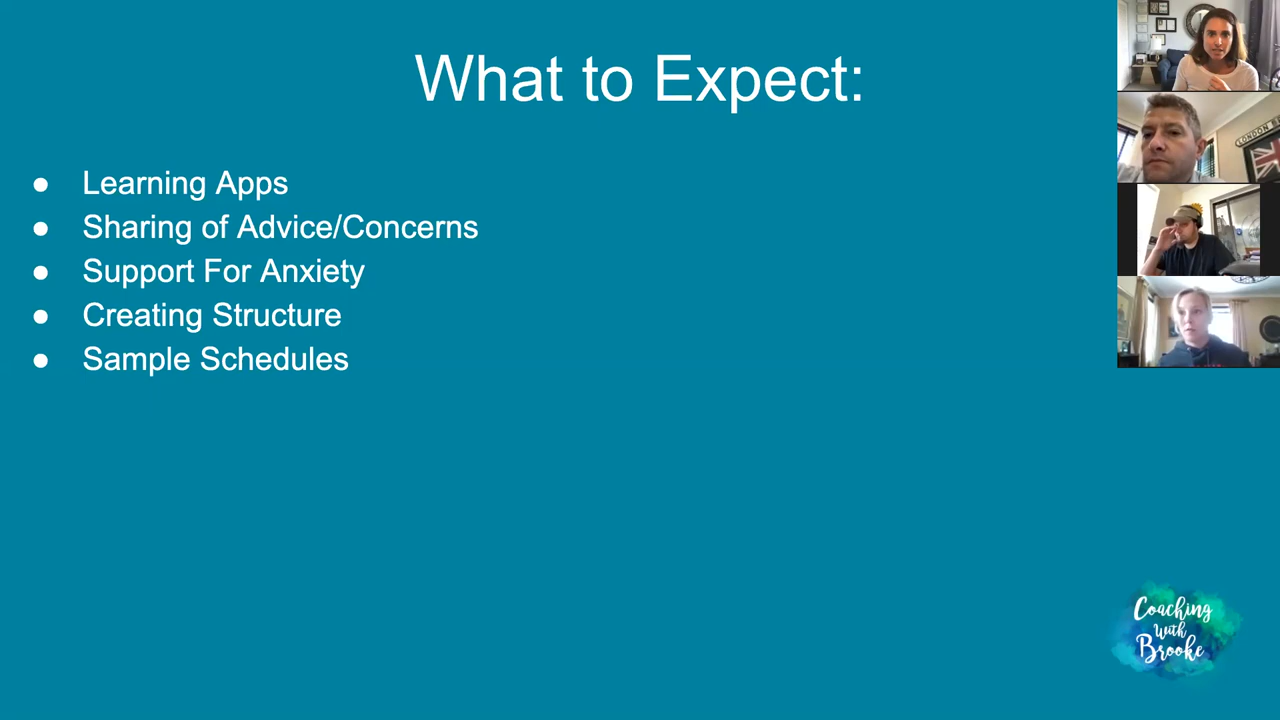 What to Expect:
● Learning Apps
● Sharing of Advice/Concerns
● Support For Anxiety
● Creating Structure
● Sample Schedules
LONDON
Coaching
With
Brooke